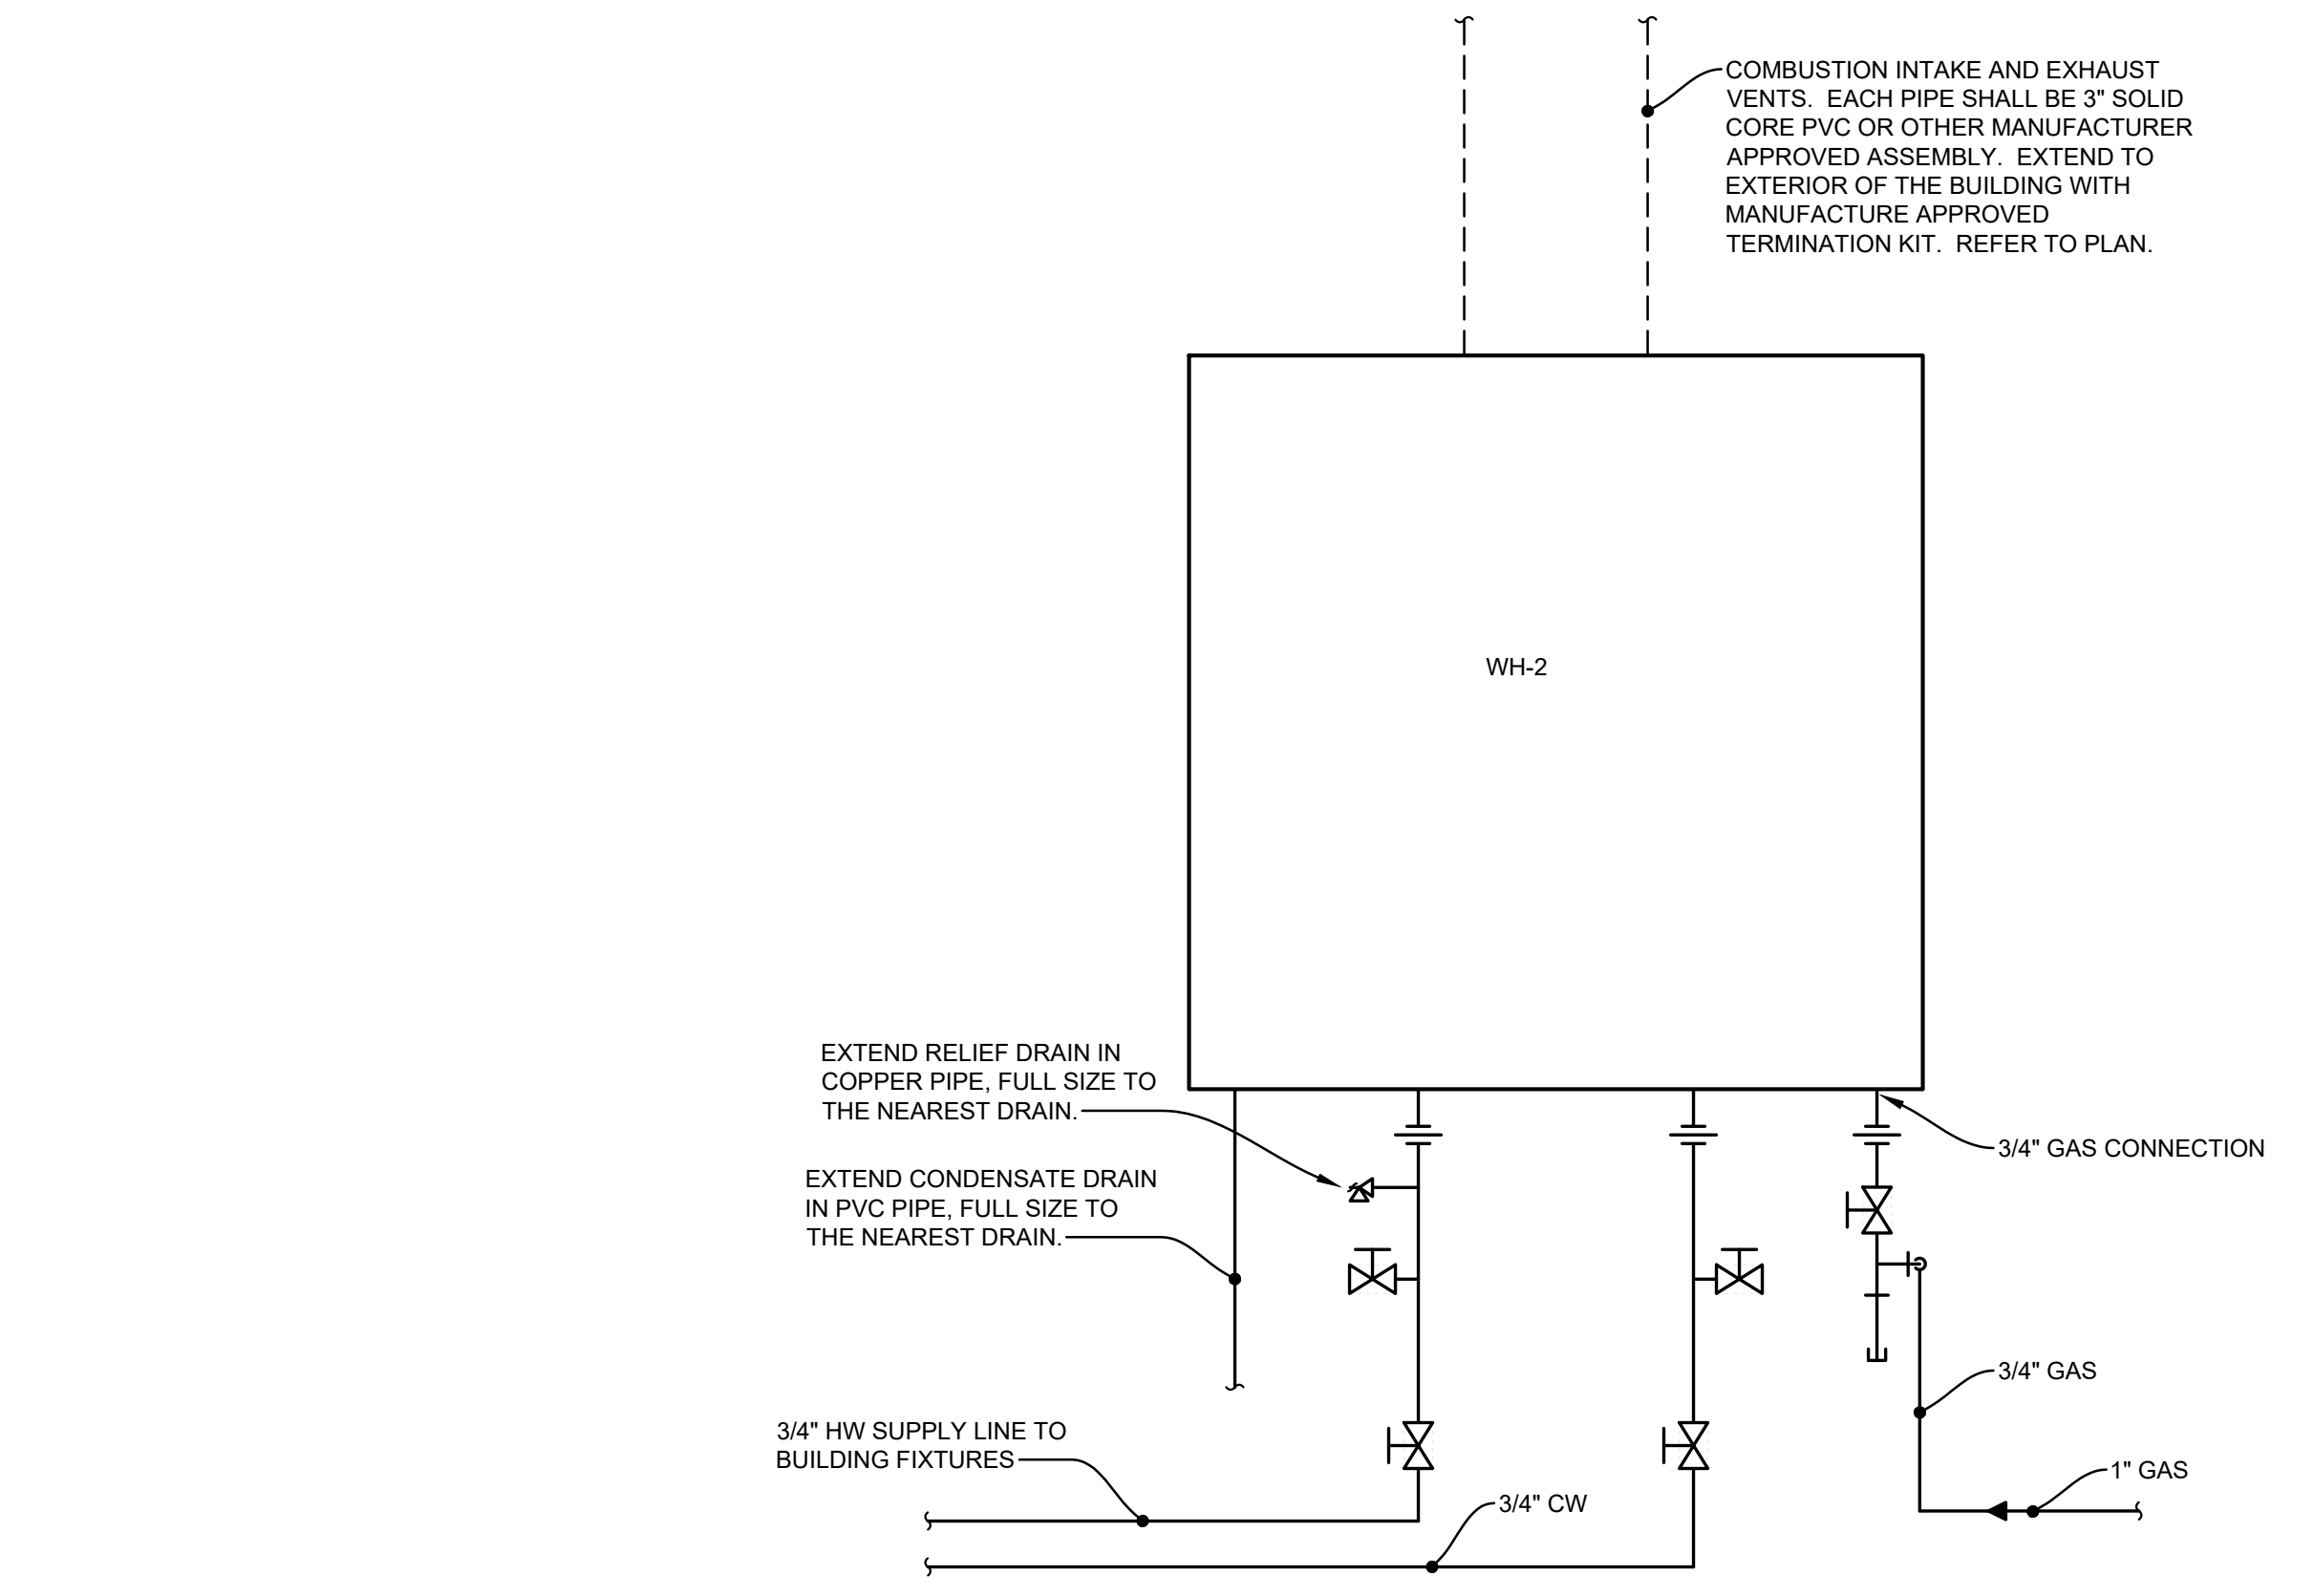 COMBUSTION INTAKE AND EXHAUST
VENTS.  EACH PIPE SHALL BE 3" SOLID
CORE PVC OR OTHER MANUFACTURER
APPROVED ASSEMBLY.  EXTEND TO
EXTERIOR OF THE BUILDING WITH
MANUFACTURE APPROVED
TERMINATION KIT.  REFER TO PLAN.
WH-2
EXTEND RELIEF DRAIN IN
COPPER PIPE, FULL SIZE TO
THE NEAREST DRAIN.
3/4" GAS CONNECTION
EXTEND CONDENSATE DRAIN
IN PVC PIPE, FULL SIZE TO
THE NEAREST DRAIN.
3/4" GAS
3/4" HW SUPPLY LINE TO
BUILDING FIXTURES
1" GAS
3/4" CW